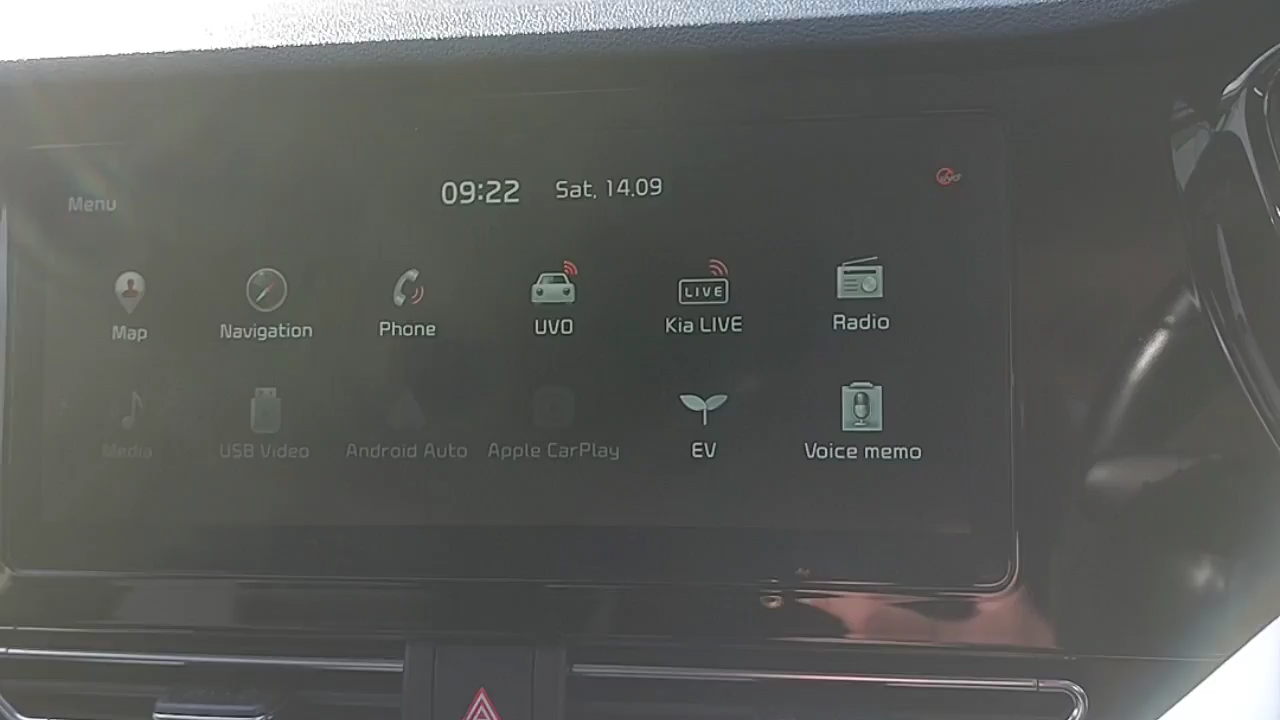 Menu
09:22 Sat, 14.09
Map Navigation Phone UVO LIVE Kia LIVE Radio
Media USB Video Android Auto Apple CarPlay EV Voice memo